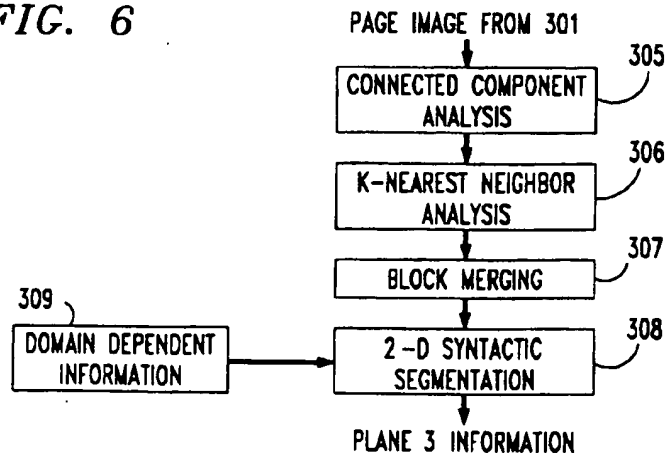 FIG. 6
PAGE IMAGE FROM 301
305
CONNECTED COMPONENT
ANALYSIS
306
K-NEAREST NEIGHBOR
ANALYSIS
307
BLOCK MERGING
309
308
DOMAIN DEPENDENT
INFORMATION
2-D SYNTACTIC
SEGMENTATION
PLANE 3 INFORMATION